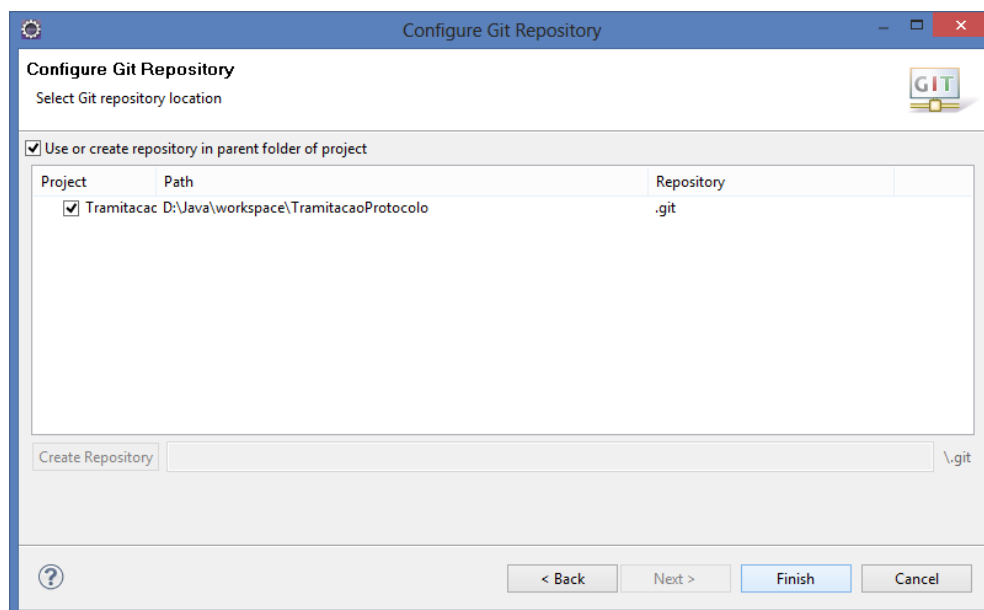 Configure Git Repository
Configure Git Repository
Select Git repository location
GIT
Use or create repository in parent folder of project
Project Path Repository
Tramitacac D:\Java\workspace\TramitacaoProtocolo .git
Create Repository \.git
? < Back Next > Finish Cancel